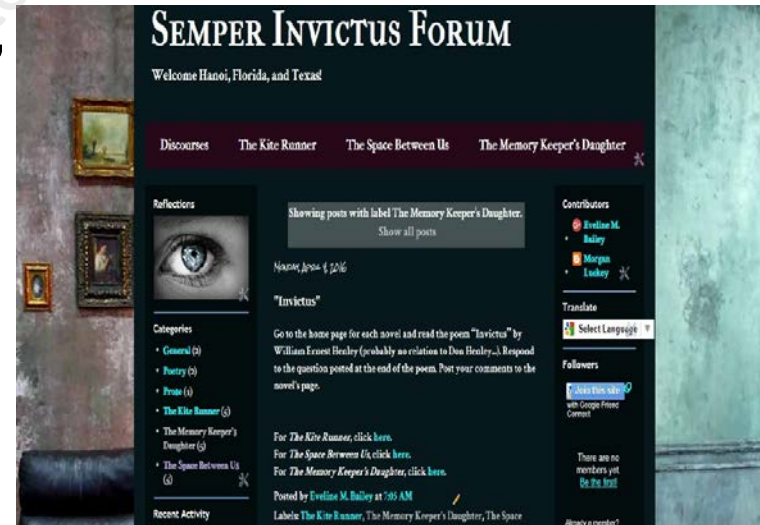 SEMPER INVICTUS FORUM
Welcome Hanoi, Florida, and Texas!
Discourses The Kite Runner The Space Between Us The Memory Keeper's Daughter
Reflections
Categories
General (2)
Poetry (2)
Prose (1)
The Kite Runner (5)
The Memory Keeper's
Daughter (5)
The Space Between Us
(5)
Recent Activity
Showing posts with label The Memory Keeper's Daughter.
Show all posts
Monday, April 4, 2016
"Invictus"
Go to the home page for each novel and read the poem “Invictus” by
William Ernest Henley (probably no relation to Don Henley...). Respond
to the question posted at the end of the poem. Post your comments to the
novel's page.
For The Kite Runner, click here.
For The Space Between Us, click here.
For The Memory Keeper's Daughter, click here.
Posted by Eveline M. Bailey at 7:05 AM
Labels: The Kite Runner, The Memory Keeper's Daughter, The Space
Contributors
Eveline M.
Bailey
Morgan
Luckey
Translate
Select Language
Followers
Join this site
with Google Friend
Connect
There are no
members yet.
Be the first!
Already a member?